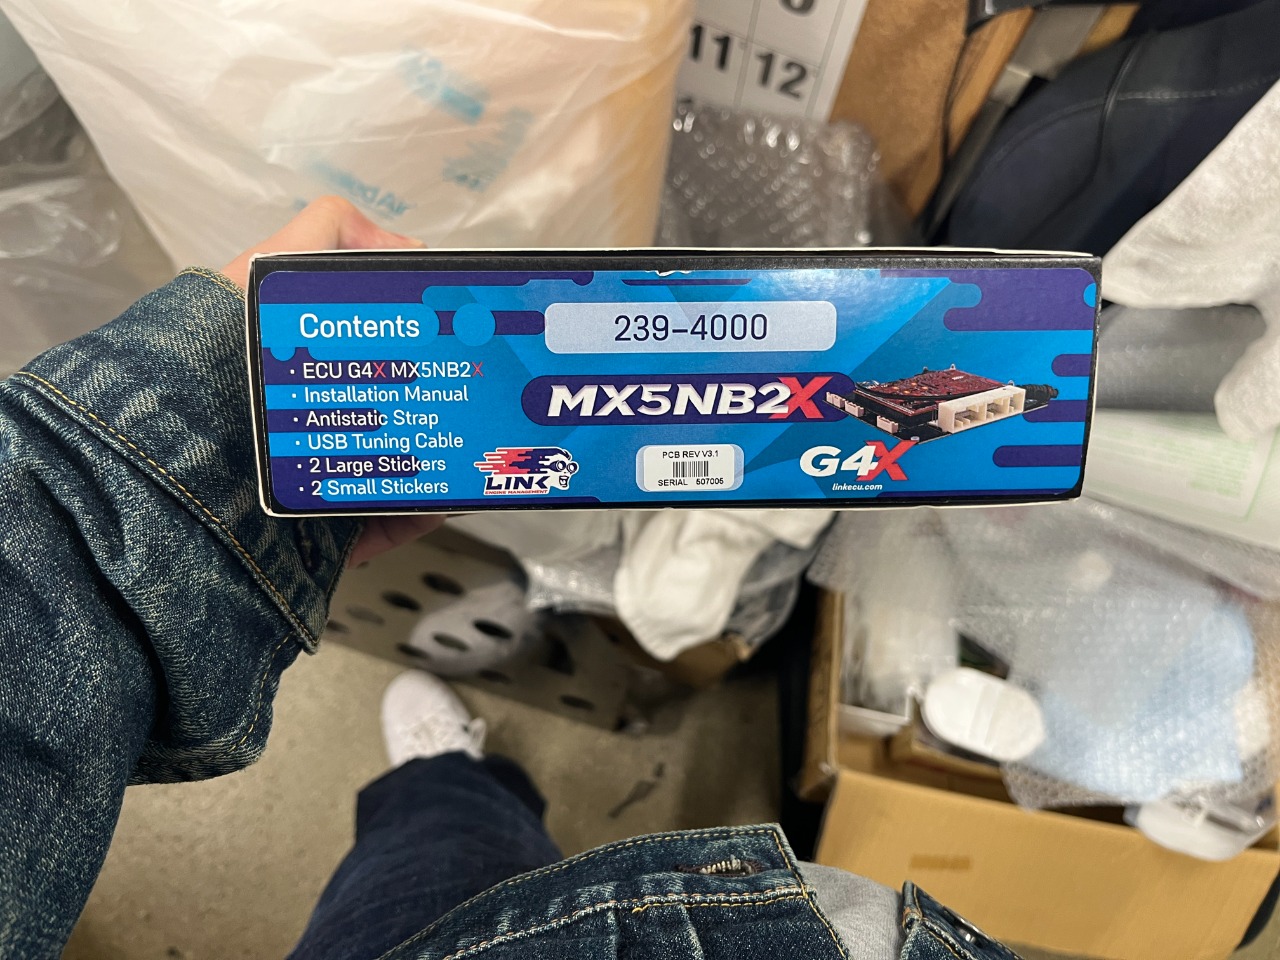 11 12
Contents
• ECU G4X MX5NB2X
• Installation Manual
• Antistatic Strap
• USB Tuning Cable
• 2 Large Stickers
• 2 Small Stickers
LINK
ENGINE MANAGEMENT
239-4000
MX5NB2X
PCB REV V3.1
SERIAL 507005
G4X
linkecu.com